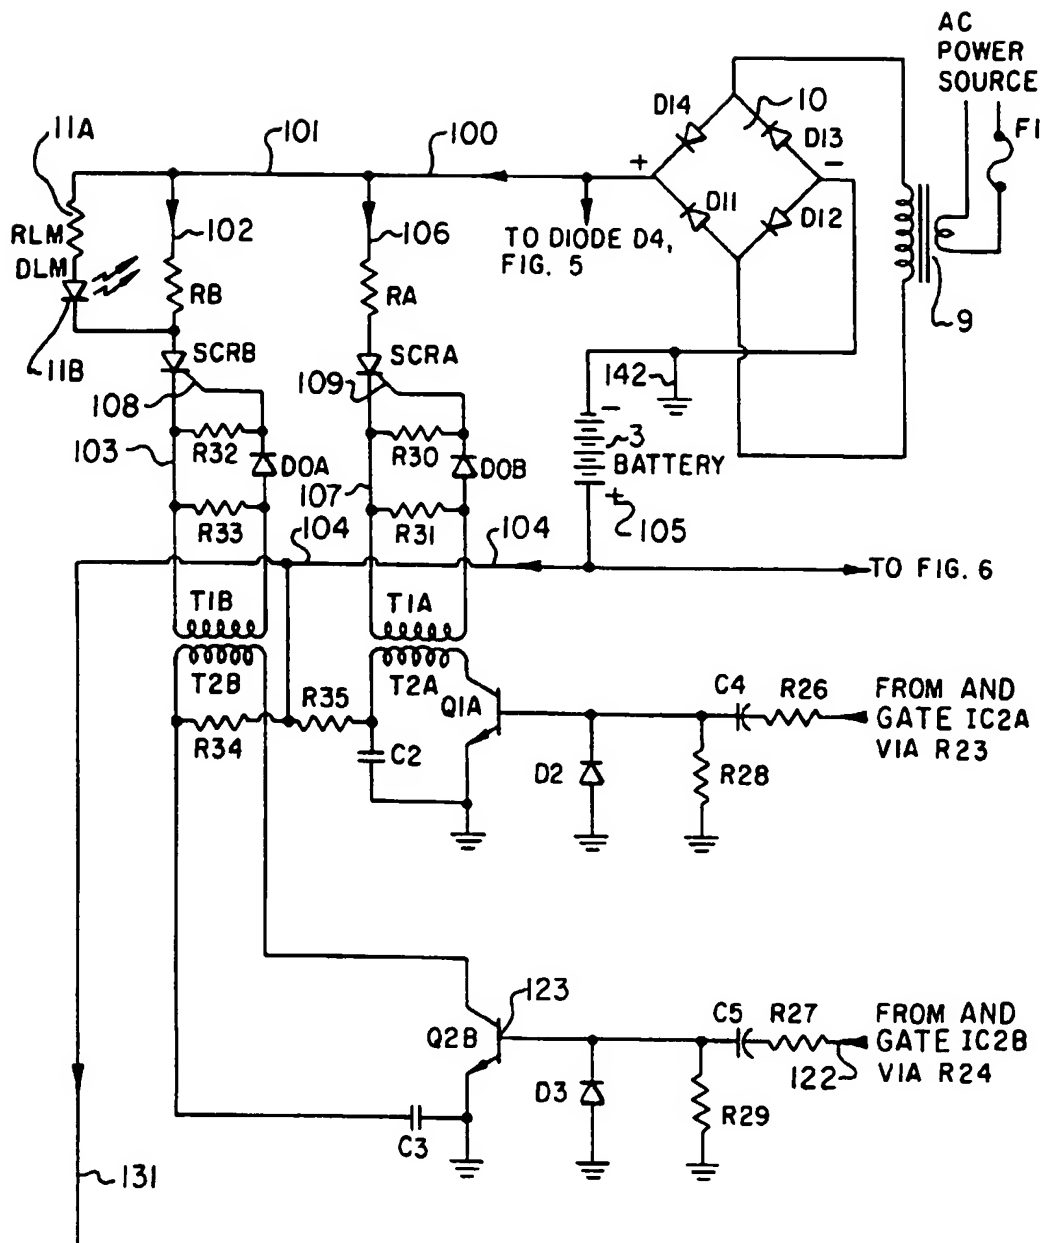 AC
POWER
SOURCE
F1
10
D14
D13
+
-
D11
D12
9
11A
101
100
RLM
DLM
102
RB
106
RA
TO DIODE D4,
FIG. 5
11B
SCRB
SCRA
108
109
142
-
3
BATTERY
+
105
103
R32
DOA
107
R30
DOB
R33
R31
104
104
TO FIG. 6
T1B
T1A
T2B
T2A
R34
R35
C2
Q1A
D2
C4
R26
R28
FROM AND
GATE IC2A
VIA R23
123
Q2B
D3
C5
R27
122
R29
FROM AND
GATE IC2B
VIA R24
C3
131